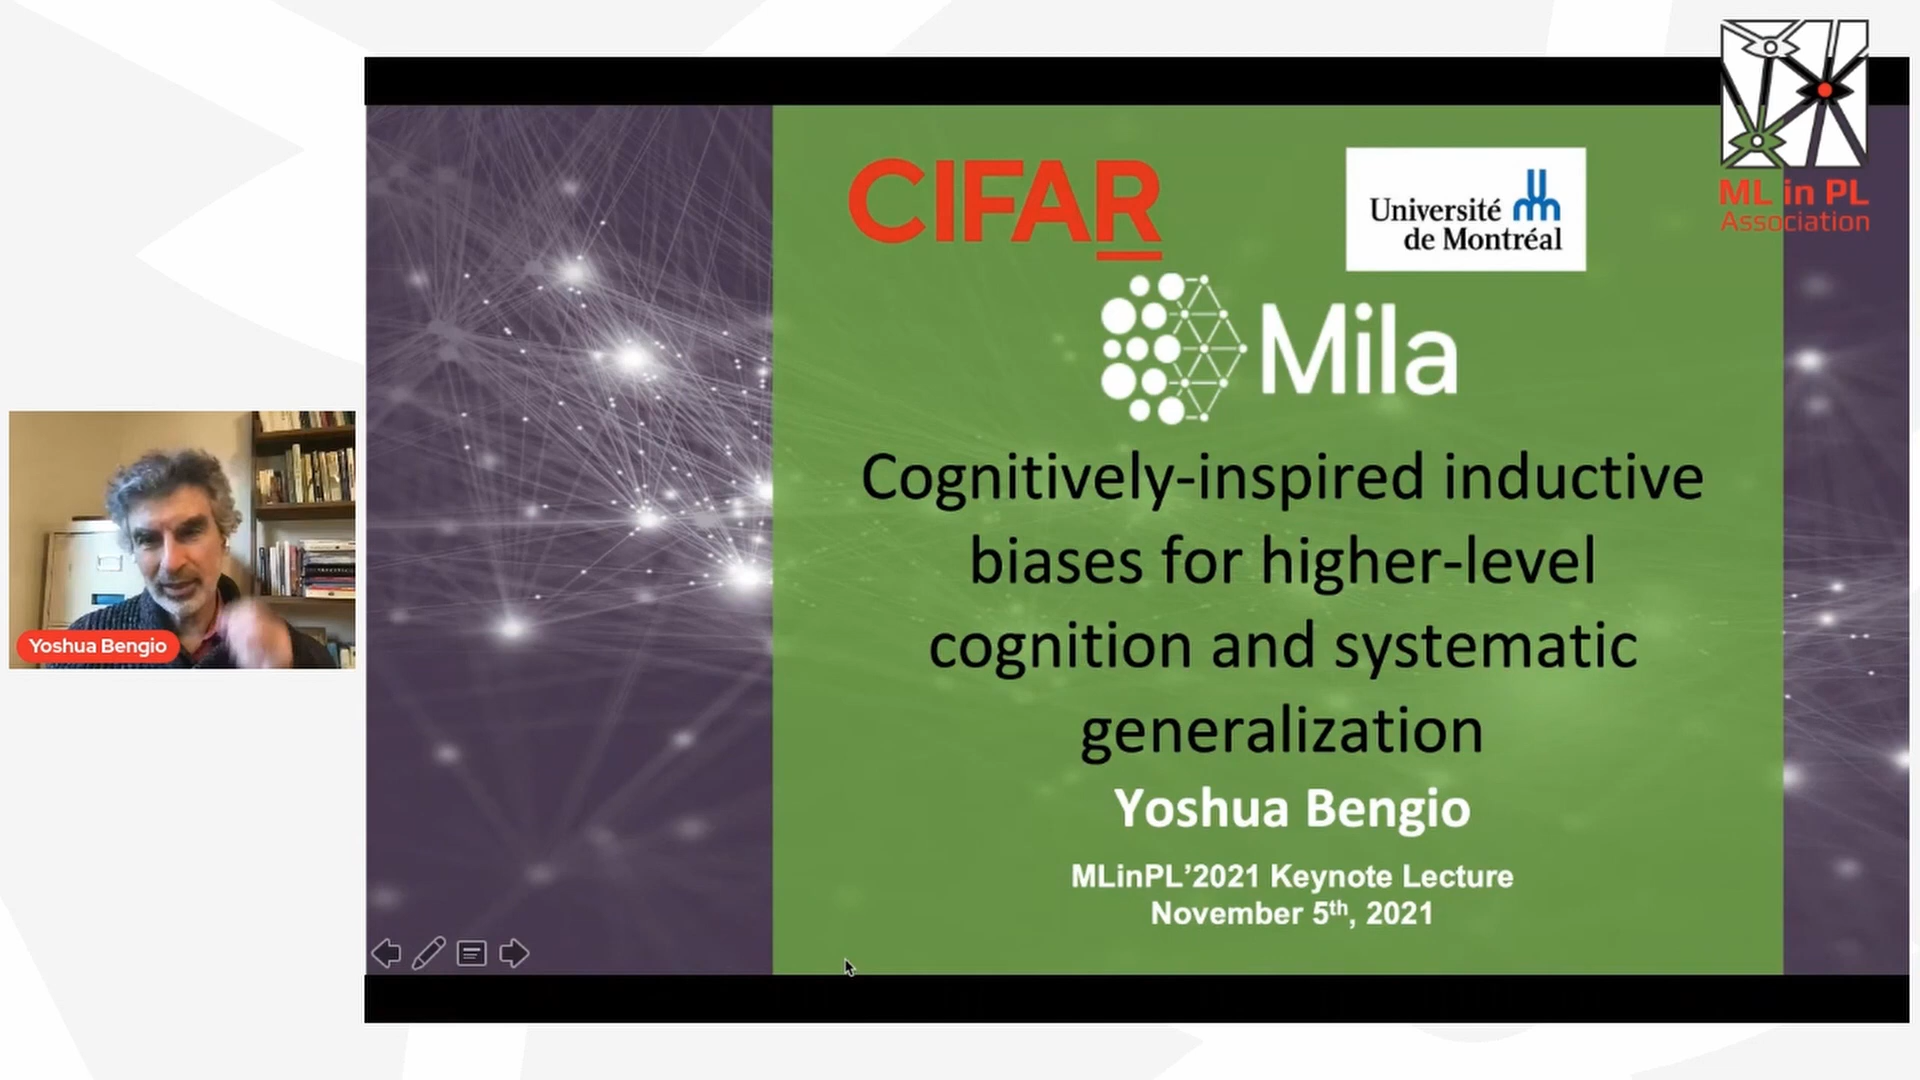 CIFAR
Université
de Montréal
ML in PL
Association
Mila
Cognitively-inspired inductive
biases for higher-level
cognition and systematic
generalization
Yoshua Bengio
MLinPL’2021 Keynote Lecture
November 5th, 2021
Yoshua Bengio